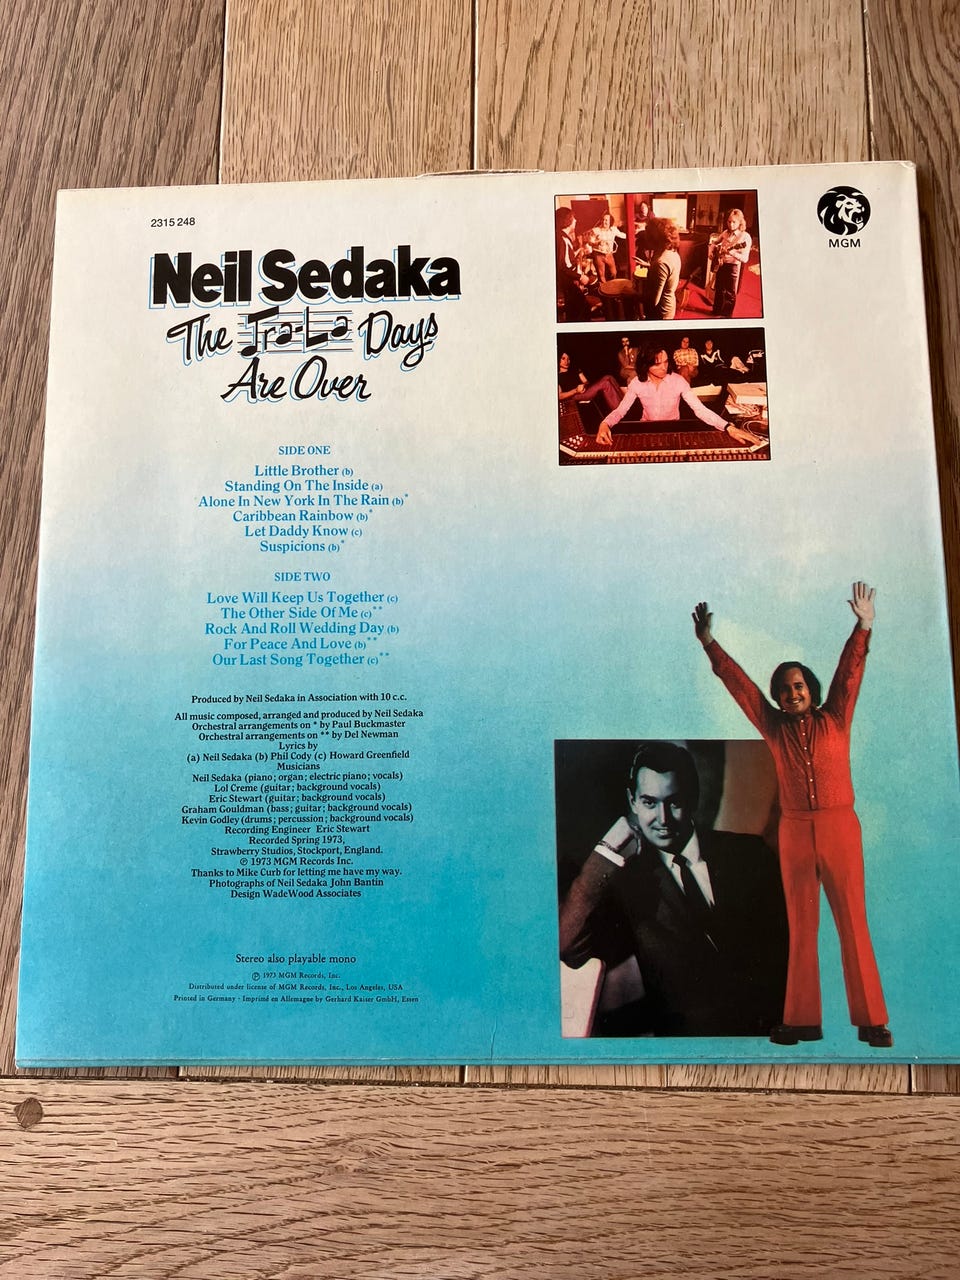 2315 248
MGM
Neil Sedaka
The Tra-La Days
Are Over
SIDE ONE
Little Brother (b)
Standing On The Inside (a)
Alone In New York In The Rain (b)*
Caribbean Rainbow (b)*
Let Daddy Know (c)
Suspicions (b)*
SIDE TWO
Love Will Keep Us Together (c)
The Other Side Of Me (c)**
Rock And Roll Wedding Day (b)
For Peace And Love (b)**
Our Last Song Together (c)**
Produced by Neil Sedaka in Association with 10 c.c.
All music composed, arranged and produced by Neil Sedaka
Orchestral arrangements on * by Paul Buckmaster
Orchestral arrangements on ** by Del Newman
Lyrics by
(a) Neil Sedaka (b) Phil Cody (c) Howard Greenfield
Musicians
Neil Sedaka (piano; organ; electric piano; vocals)
Lol Creme (guitar; background vocals)
Eric Stewart (guitar; background vocals)
Graham Gouldman (bass; guitar; background vocals)
Kevin Godley (drums; percussion; background vocals)
Recording Engineer Eric Stewart
Recorded Spring 1973,
Strawberry Studios, Stockport, England.
℗ 1973 MGM Records Inc.
Thanks to Mike Curb for letting me have my way.
Photographs of Neil Sedaka John Bantin
Design WadeWood Associates
Stereo also playable mono
℗ 1973 MGM Records, Inc.
Distributed under license of MGM Records, Inc., Los Angeles, USA
Printed in Germany · Imprimé en Allemagne by Gerhard Kaiser GmbH, Essen